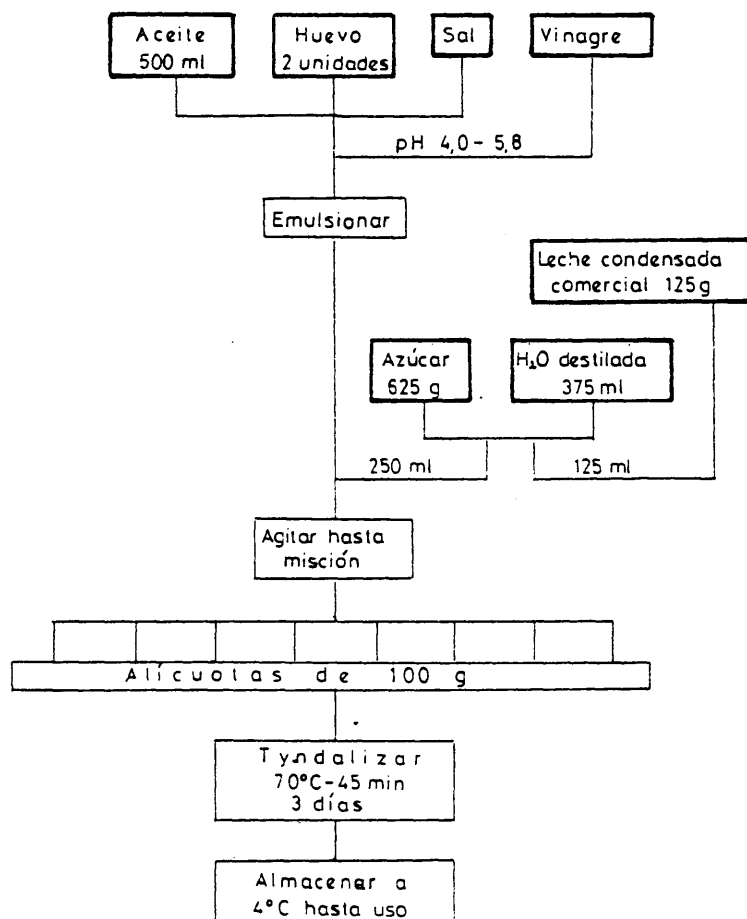 Aceite
500 ml
Huevo
2 unidades
Sal
Vinagre
pH 4,0 - 5,8
Emulsionar
Leche condensada
comercial 125 g
Azúcar
625 g
H₂O destilada
375 ml
250 ml
125 ml
Agitar hasta
misción
Alícuotas de 100 g
Tyndalizar
70°C-45 min
3 días
Almacenar a
4°C hasta uso